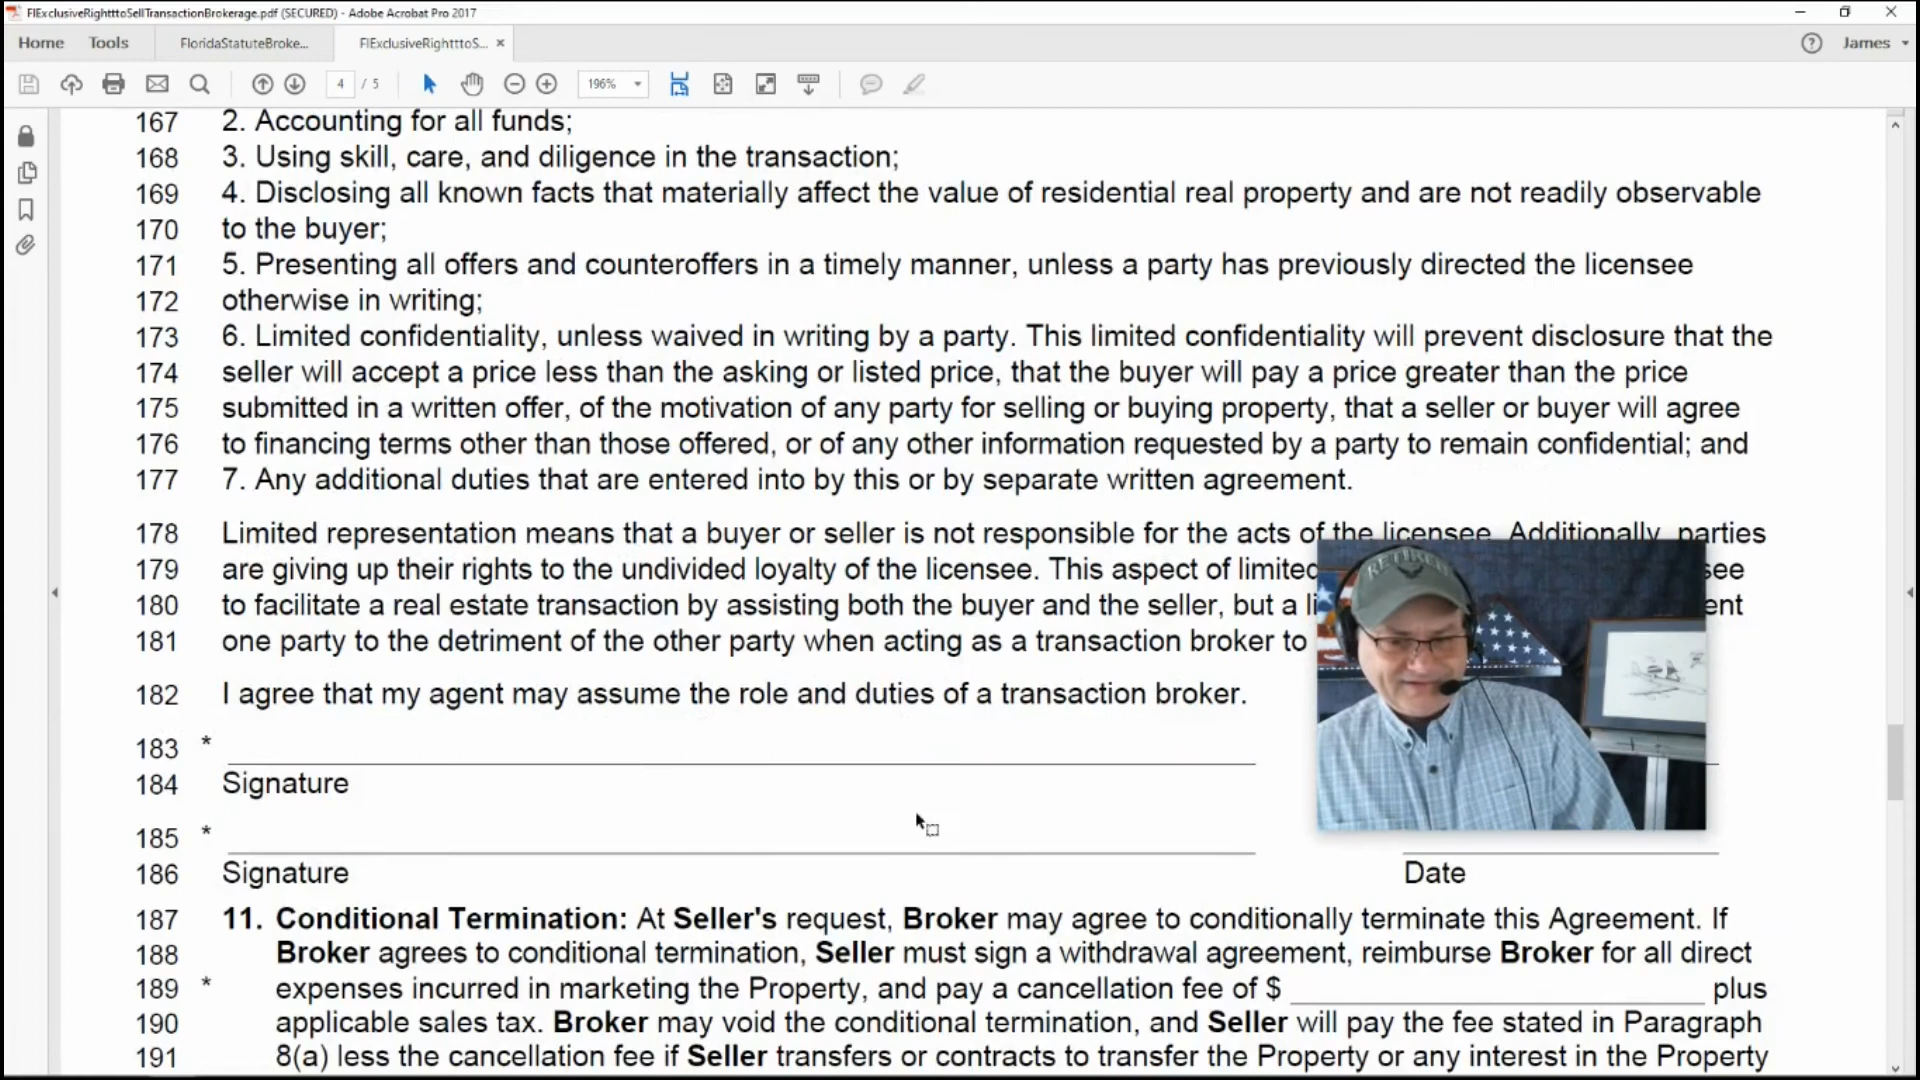 FlExclusiveRightttoSellTransactionBrokerage.pdf (SECURED) - Adobe Acrobat Pro 2017
Home Tools FloridaStatuteBroke... FlExclusiveRightttoS... × James
4 / 5 196%
167 2. Accounting for all funds;
168 3. Using skill, care, and diligence in the transaction;
169 4. Disclosing all known facts that materially affect the value of residential real property and are not readily observable
170 to the buyer;
171 5. Presenting all offers and counteroffers in a timely manner, unless a party has previously directed the licensee
172 otherwise in writing;
173 6. Limited confidentiality, unless waived in writing by a party. This limited confidentiality will prevent disclosure that the
174 seller will accept a price less than the asking or listed price, that the buyer will pay a price greater than the price
175 submitted in a written offer, of the motivation of any party for selling or buying property, that a seller or buyer will agree
176 to financing terms other than those offered, or of any other information requested by a party to remain confidential; and
177 7. Any additional duties that are entered into by this or by separate written agreement.
178 Limited representation means that a buyer or seller is not responsible for the acts of the licensee. Additionally, parties
179 are giving up their rights to the undivided loyalty of the licensee. This aspect of limited
180 to facilitate a real estate transaction by assisting both the buyer and the seller, but a
181 one party to the detriment of the other party when acting as a transaction broker to
182 I agree that my agent may assume the role and duties of a transaction broker.
183 *
184 Signature
185 *
186 Signature Date
187 11. Conditional Termination: At Seller's request, Broker may agree to conditionally terminate this Agreement. If
188 Broker agrees to conditional termination, Seller must sign a withdrawal agreement, reimburse Broker for all direct
189 * expenses incurred in marketing the Property, and pay a cancellation fee of $ plus
190 applicable sales tax. Broker may void the conditional termination, and Seller will pay the fee stated in Paragraph
191 8(a) less the cancellation fee if Seller transfers or contracts to transfer the Property or any interest in the Property